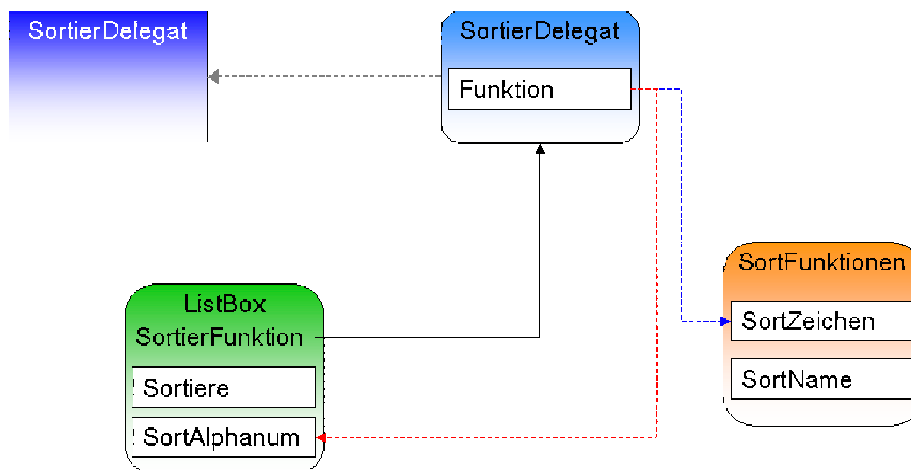 SortierDelegat
SortierDelegat
Funktion
SortFunktionen
SortZeichen
SortName
ListBox
SortierFunktion
Sortiere
SortAlphanum